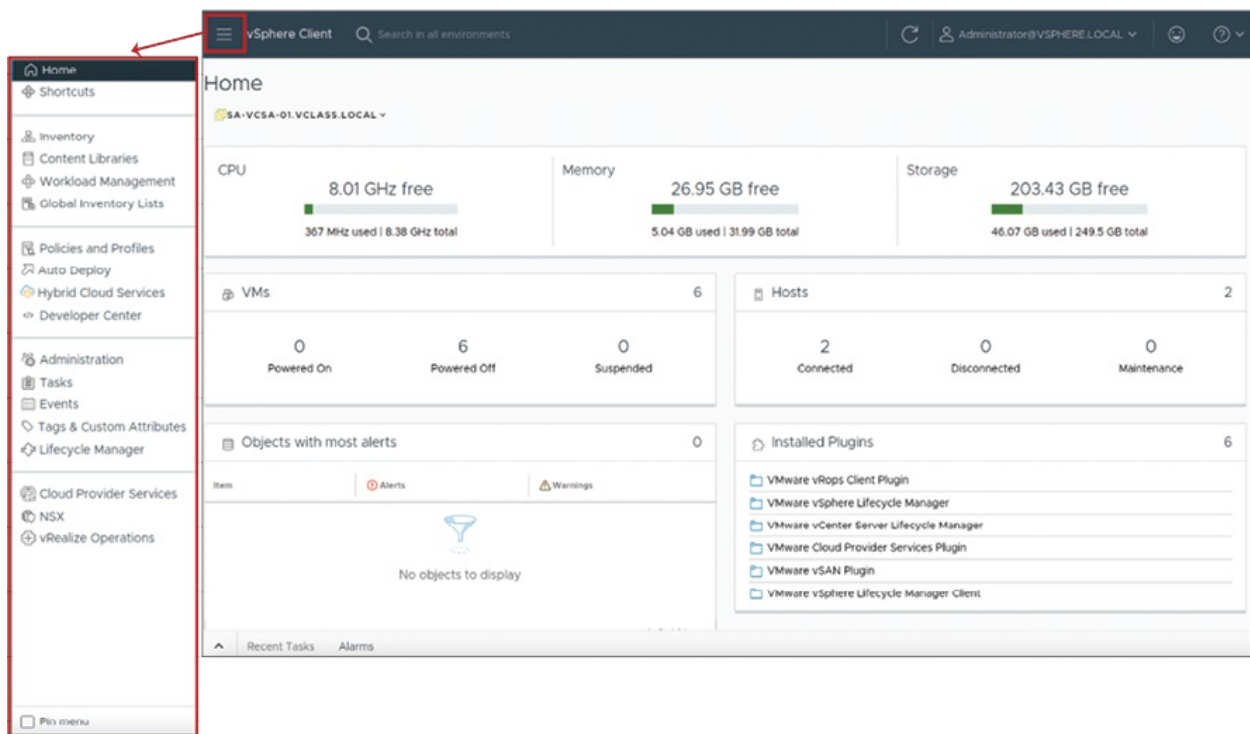 vSphere Client
Search in all environments
Administrator@VSPHERE.LOCAL
Home
Shortcuts
Inventory
Content Libraries
Workload Management
Global Inventory Lists
Policies and Profiles
Auto Deploy
Hybrid Cloud Services
Developer Center
Administration
Tasks
Events
Tags & Custom Attributes
Lifecycle Manager
Cloud Provider Services
NSX
vRealize Operations
Pin menu
Home
SA-VCSA-01.VCLASS.LOCAL
CPU
8.01 GHz free
367 MHz used | 8.38 GHz total
Memory
26.95 GB free
5.04 GB used | 31.99 GB total
Storage
203.43 GB free
46.07 GB used | 249.5 GB total
VMs 6
0 6 0
Powered On Powered Off Suspended
Hosts 2
2 0 0
Connected Disconnected Maintenance
Objects with most alerts 0
Item Alerts Warnings
No objects to display
Installed Plugins 6
VMware vRops Client Plugin
VMware vSphere Lifecycle Manager
VMware vCenter Server Lifecycle Manager
VMware Cloud Provider Services Plugin
VMware vSAN Plugin
VMware vSphere Lifecycle Manager Client
Recent Tasks Alarms